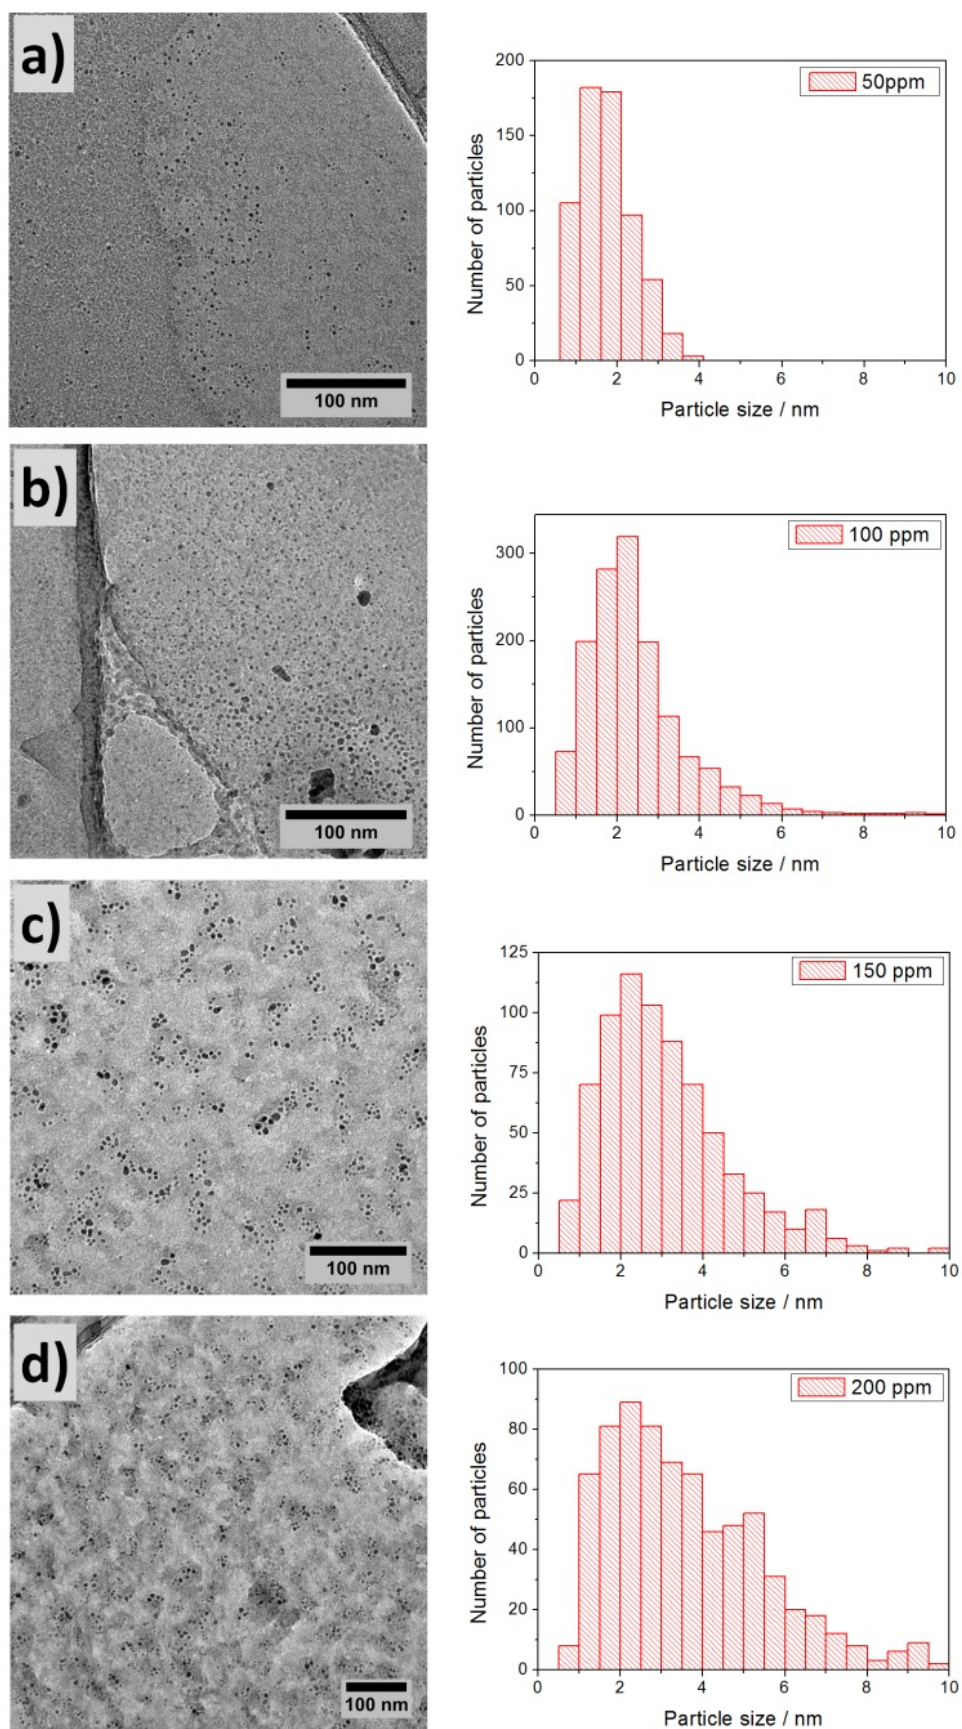 a)
100 nm
50ppm
Number of particles
200
150
100
50
0
0 2 4 6 8 10
Particle size / nm
b)
100 nm
100 ppm
Number of particles
300
200
100
0
0 2 4 6 8 10
Particle size / nm
c)
100 nm
150 ppm
Number of particles
125
100
75
50
25
0
0 2 4 6 8 10
Particle size / nm
d)
100 nm
200 ppm
Number of particles
100
80
60
40
20
0
0 2 4 6 8 10
Particle size / nm